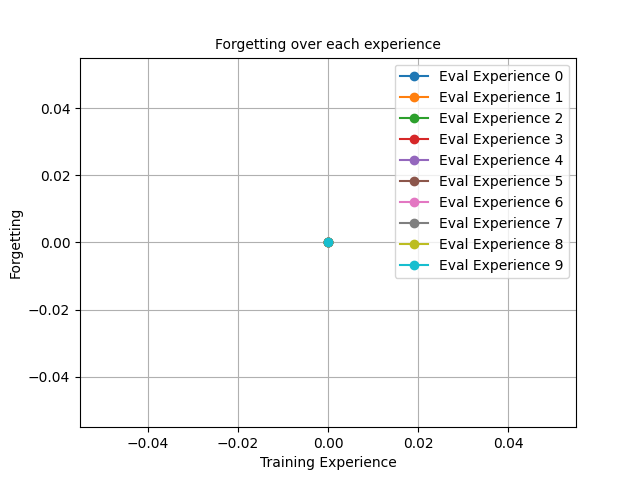 Forgetting over each experience
Eval Experience 0
Eval Experience 1
Eval Experience 2
Eval Experience 3
Eval Experience 4
Eval Experience 5
Eval Experience 6
Eval Experience 7
Eval Experience 8
Eval Experience 9
Forgetting
0.04
0.02
0.00
−0.02
−0.04
−0.04 −0.02 0.00 0.02 0.04
Training Experience